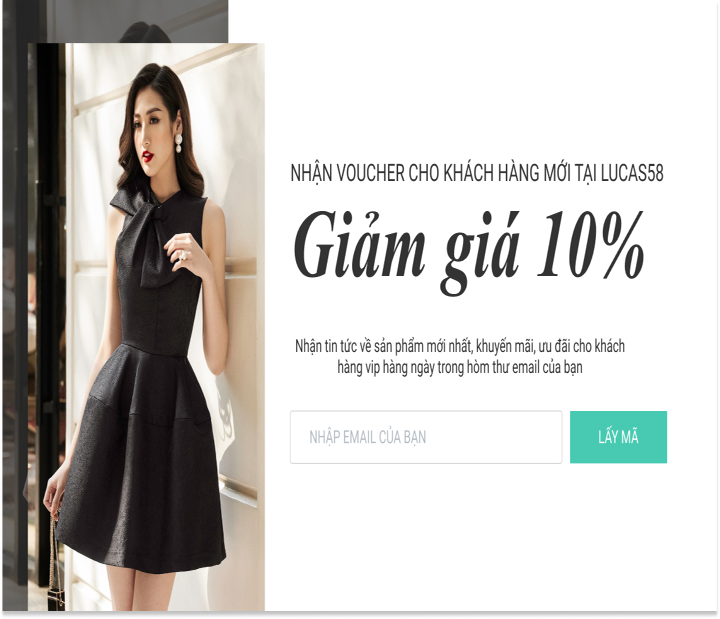 NHẬN VOUCHER CHO KHÁCH HÀNG MỚI TẠI LUCAS58
Giảm giá 10%
Nhận tin tức về sản phẩm mới nhất, khuyến mãi, ưu đãi cho khách
hàng vip hàng ngày trong hòm thư email của bạn
NHẬP EMAIL CỦA BẠN
LẤY MÃ